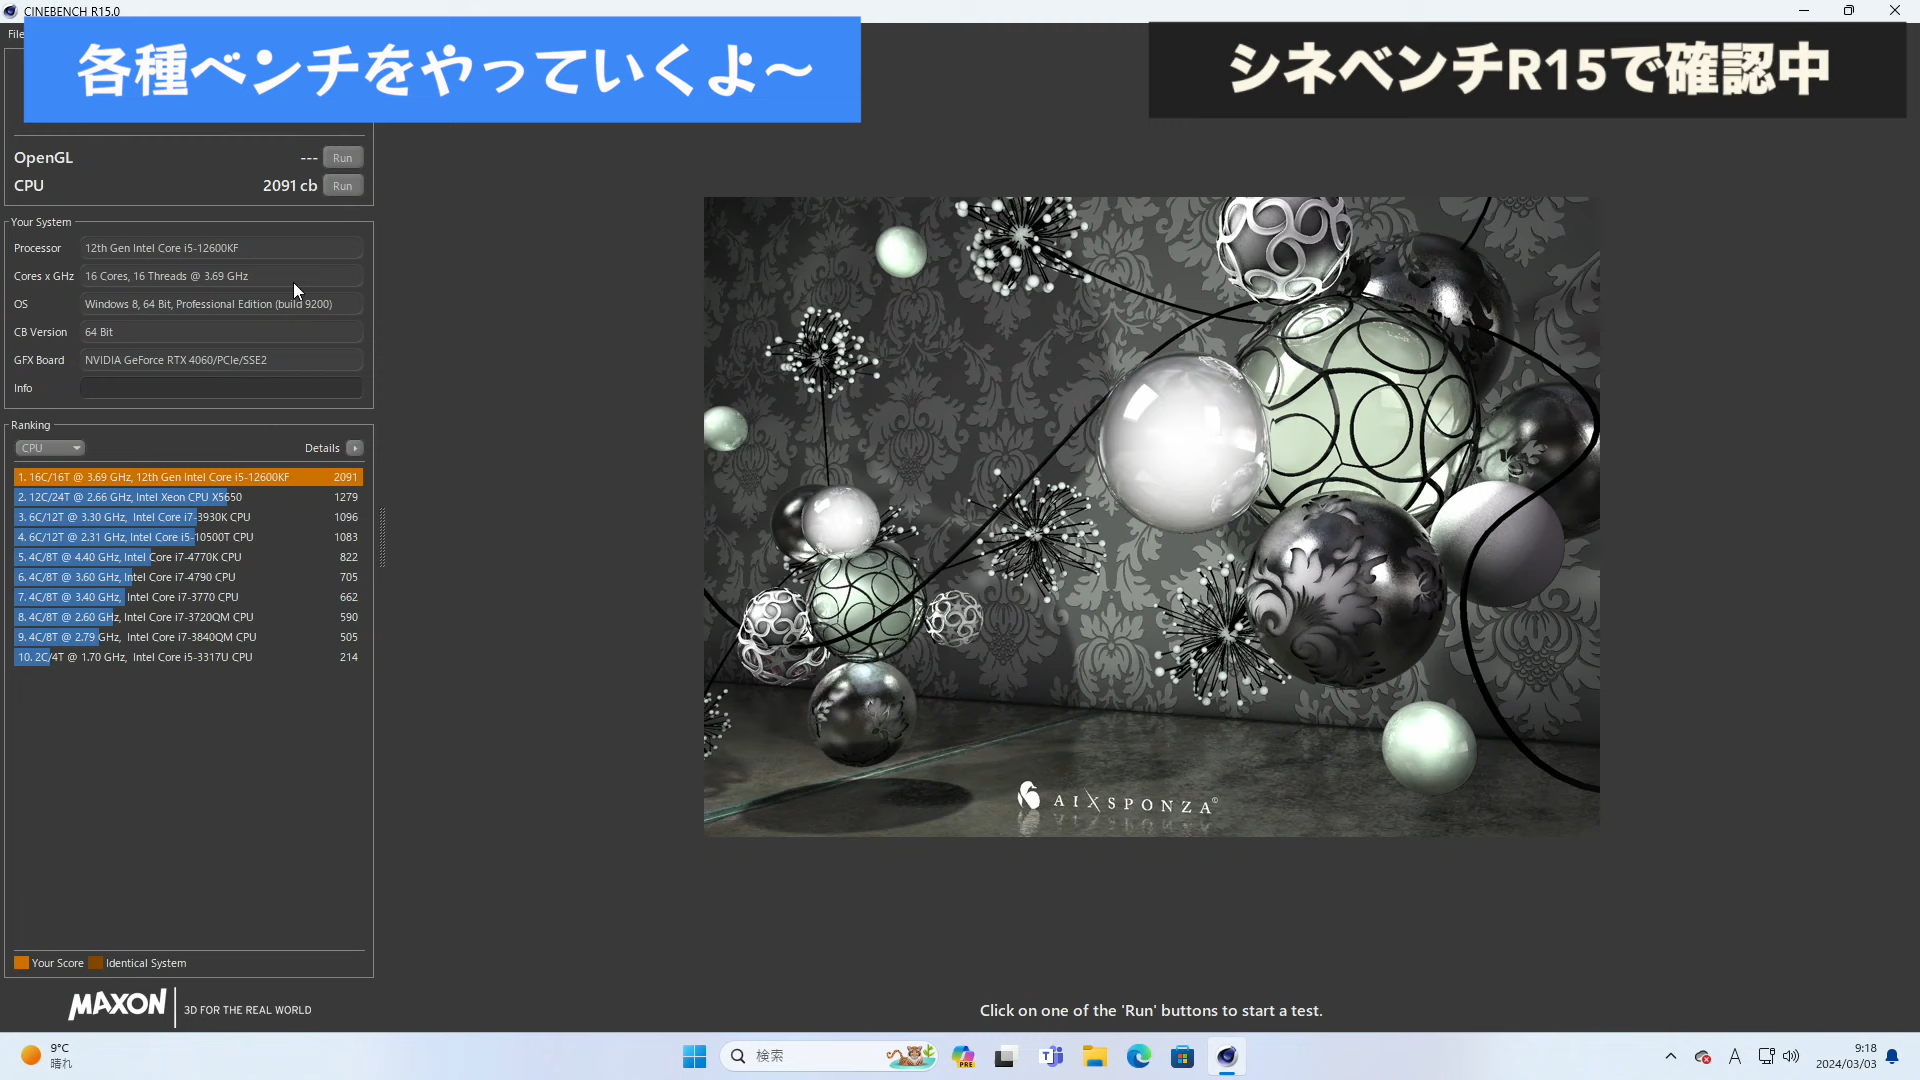 CINEBENCH R15.0
File
各種ベンチをやっていくよ～
シネベンチR15で確認中
OpenGL --- Run
CPU 2091 cb Run
Your System
Processor 12th Gen Intel Core i5-12600KF
Cores x GHz 16 Cores, 16 Threads @ 3.69 GHz
OS Windows 8, 64 Bit, Professional Edition (build 9200)
CB Version 64 Bit
GFX Board NVIDIA GeForce RTX 4060/PCIe/SSE2
Info
Ranking
CPU Details
1. 16C/16T @ 3.69 GHz, 12th Gen Intel Core i5-12600KF 2091
2. 12C/24T @ 2.66 GHz, Intel Xeon CPU X5650 1279
3. 6C/12T @ 3.30 GHz, Intel Core i7-3930K CPU 1096
4. 6C/12T @ 2.31 GHz, Intel Core i5-10500T CPU 1083
5. 4C/8T @ 4.40 GHz, Intel Core i7-4770K CPU 822
6. 4C/8T @ 3.60 GHz, Intel Core i7-4790 CPU 705
7. 4C/8T @ 3.40 GHz, Intel Core i7-3770 CPU 662
8. 4C/8T @ 2.60 GHz, Intel Core i7-3720QM CPU 590
9. 4C/8T @ 2.79 GHz, Intel Core i7-3840QM CPU 505
10. 2C/4T @ 1.70 GHz, Intel Core i5-3317U CPU 214
AIXSPONZA®
Your Score Identical System
MAXON 3D FOR THE REAL WORLD
Click on one of the 'Run' buttons to start a test.
9°C
晴れ
検索
PRE
A
9:18
2024/03/03